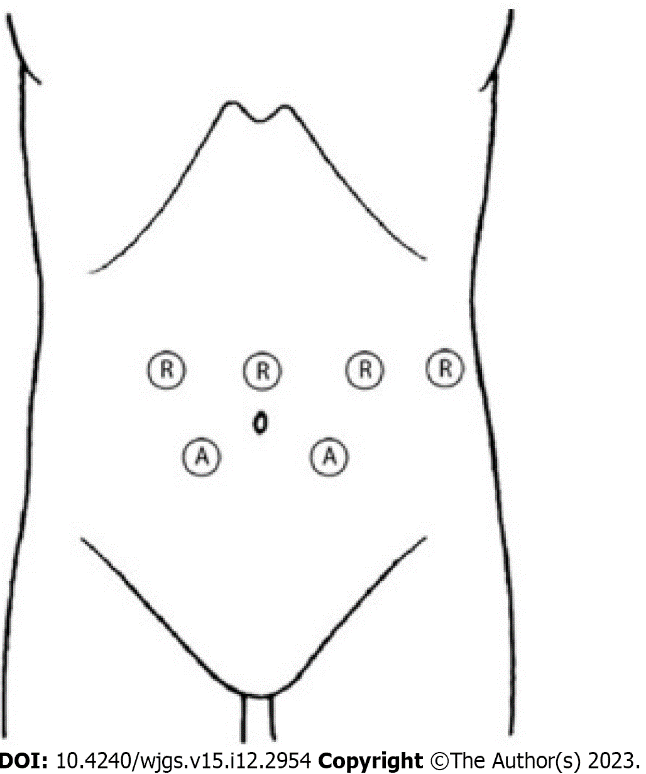 R R R R
A A
DOI: 10.4240/wjgs.v15.i12.2954 Copyright ©The Author(s) 2023.